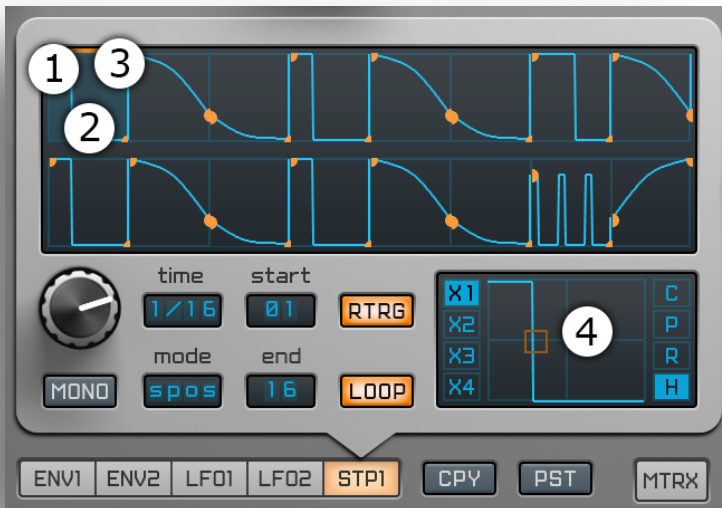 1
3
2
time start
1/16 01 RTRG
mode end
MONO spos 16 LOOP
X1 C
X2 P
X3 R
X4 H
4
ENV1 ENV2 LFO1 LFO2 STP1 CPY PST MTRX